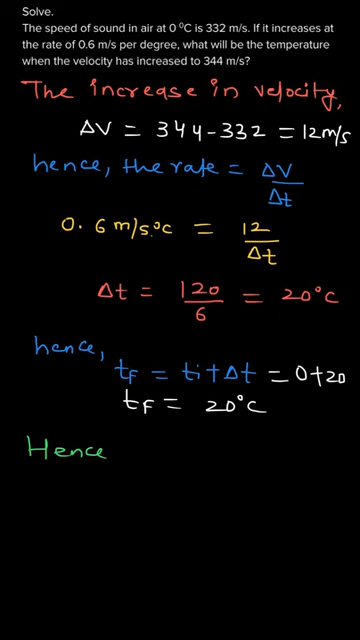 Solve.
The speed of sound in air at 0 ⁰C is 332 m/s. If it increases at
the rate of 0.6 m/s per degree, what will be the temperature
when the velocity has increased to 344 m/s?
The increase in velocity,
ΔV = 344-332 = 12m/s
hence, the rate = ΔV/Δt
0.6 m/s.°C = 12/Δt
Δt = 120/6 = 20°C
hence,
tF = ti + Δt = 0+20
tF = 20°C
Hence